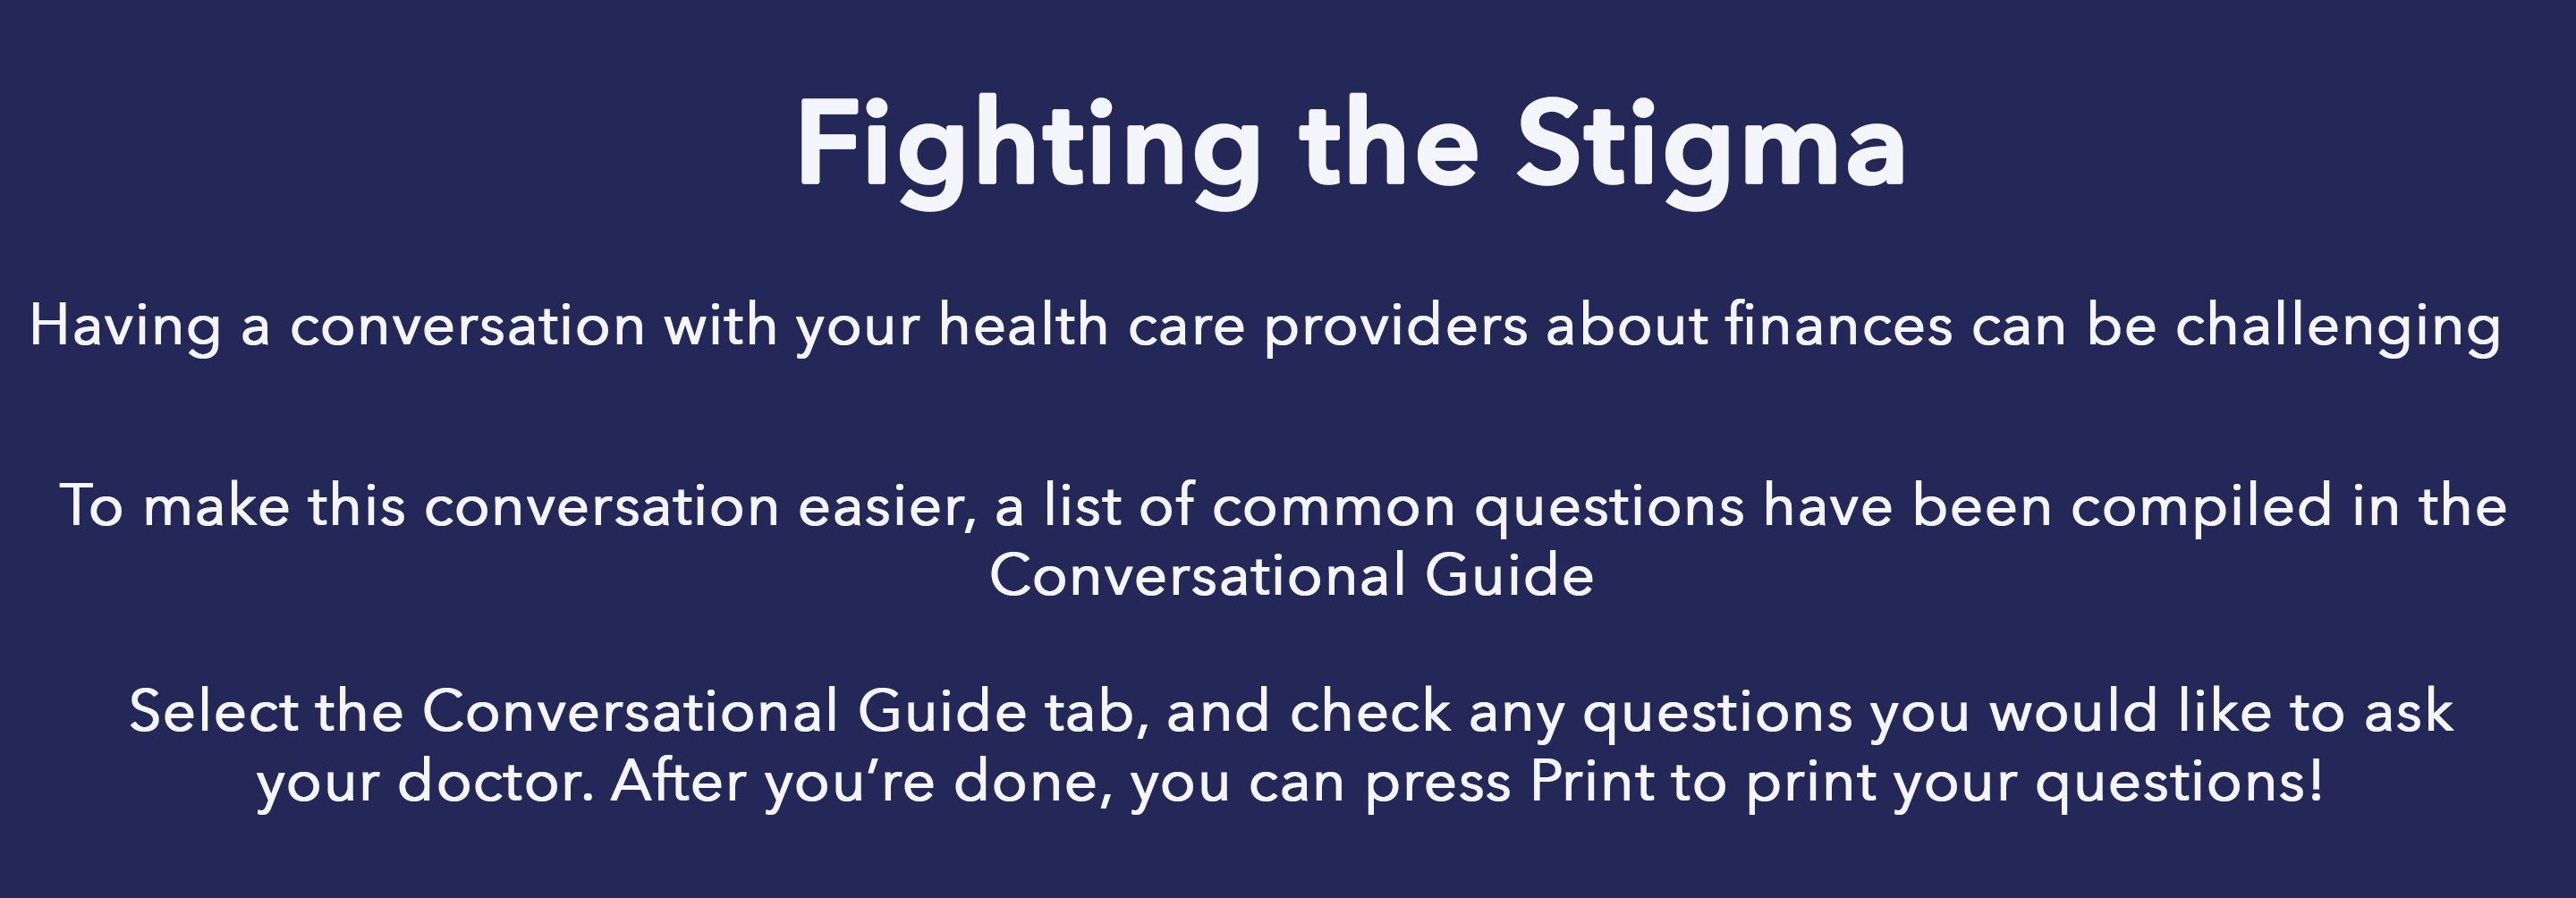 Fighting the Stigma
Having a conversation with your health care providers about finances can be challenging
To make this conversation easier, a list of common questions have been compiled in the
Conversational Guide
Select the Conversational Guide tab, and check any questions you would like to ask
your doctor. After you’re done, you can press Print to print your questions!